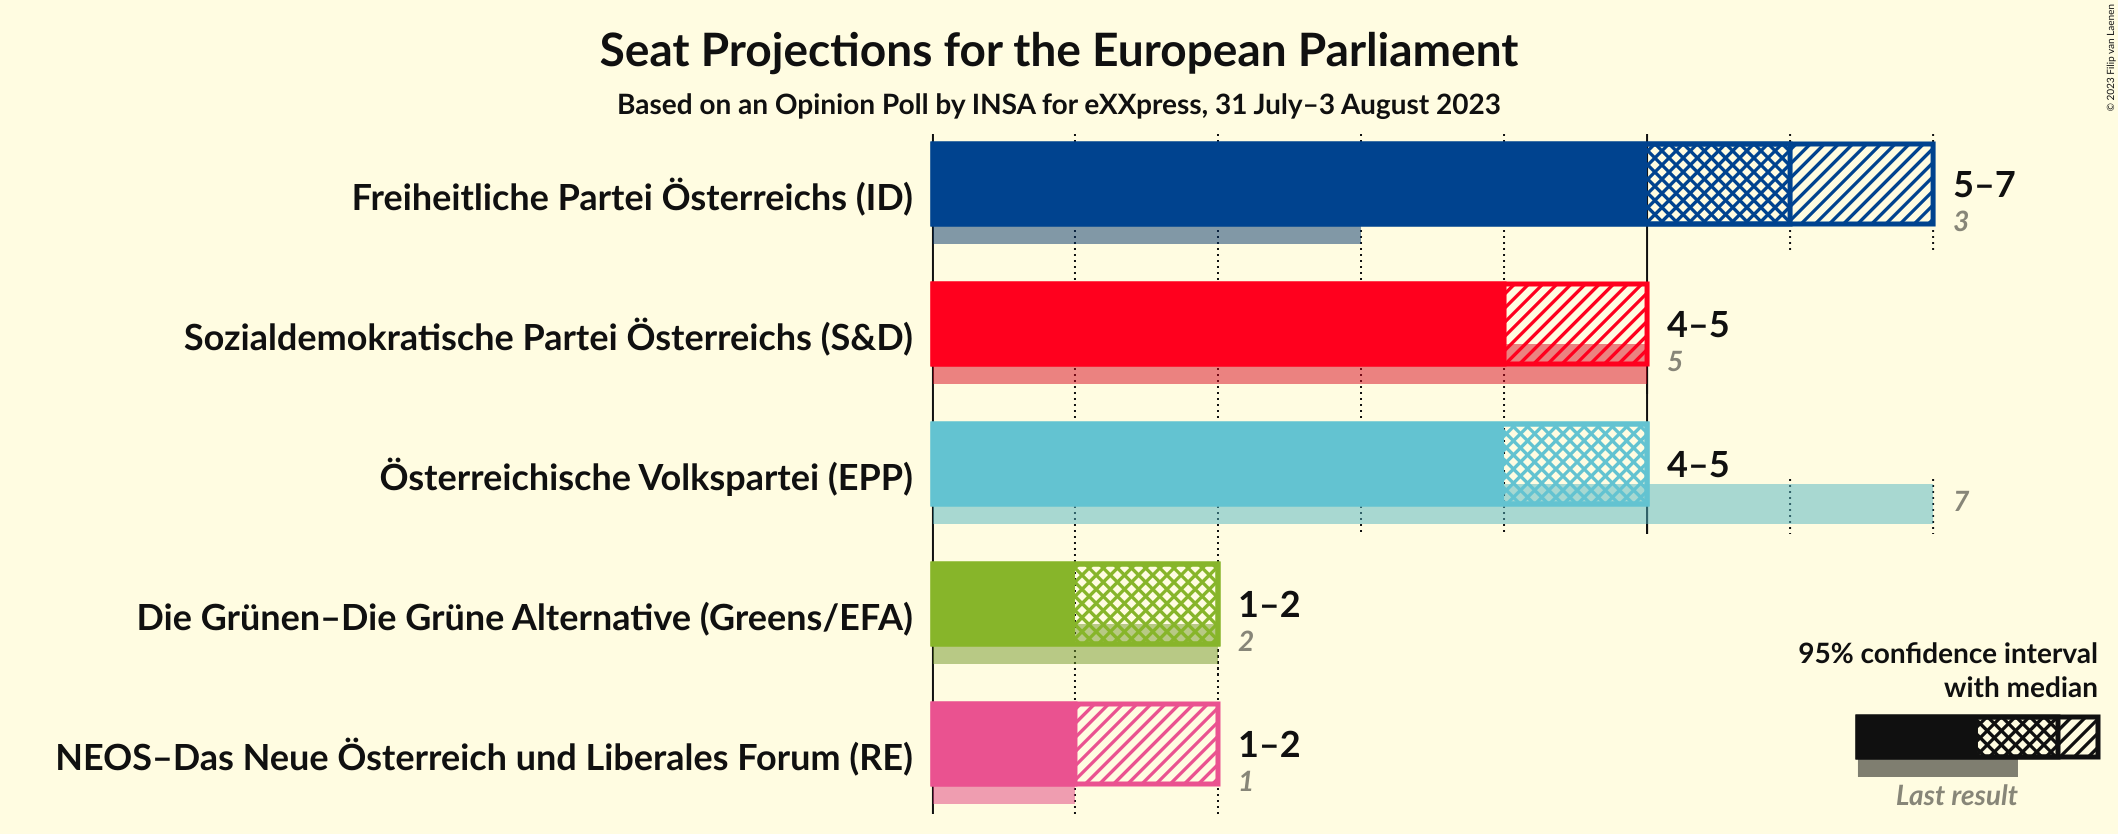 Seat Projections for the European Parliament
Based on an Opinion Poll by INSA for eXXpress, 31 July–3 August 2023
© 2023 Filip van Laenen
Freiheitliche Partei Österreichs (ID)
5–7
3
Sozialdemokratische Partei Österreichs (S&D)
4–5
5
Österreichische Volkspartei (EPP)
4–5
7
Die Grünen–Die Grüne Alternative (Greens/EFA)
1–2
2
NEOS–Das Neue Österreich und Liberales Forum (RE)
1–2
1
95% confidence interval
with median
Last result